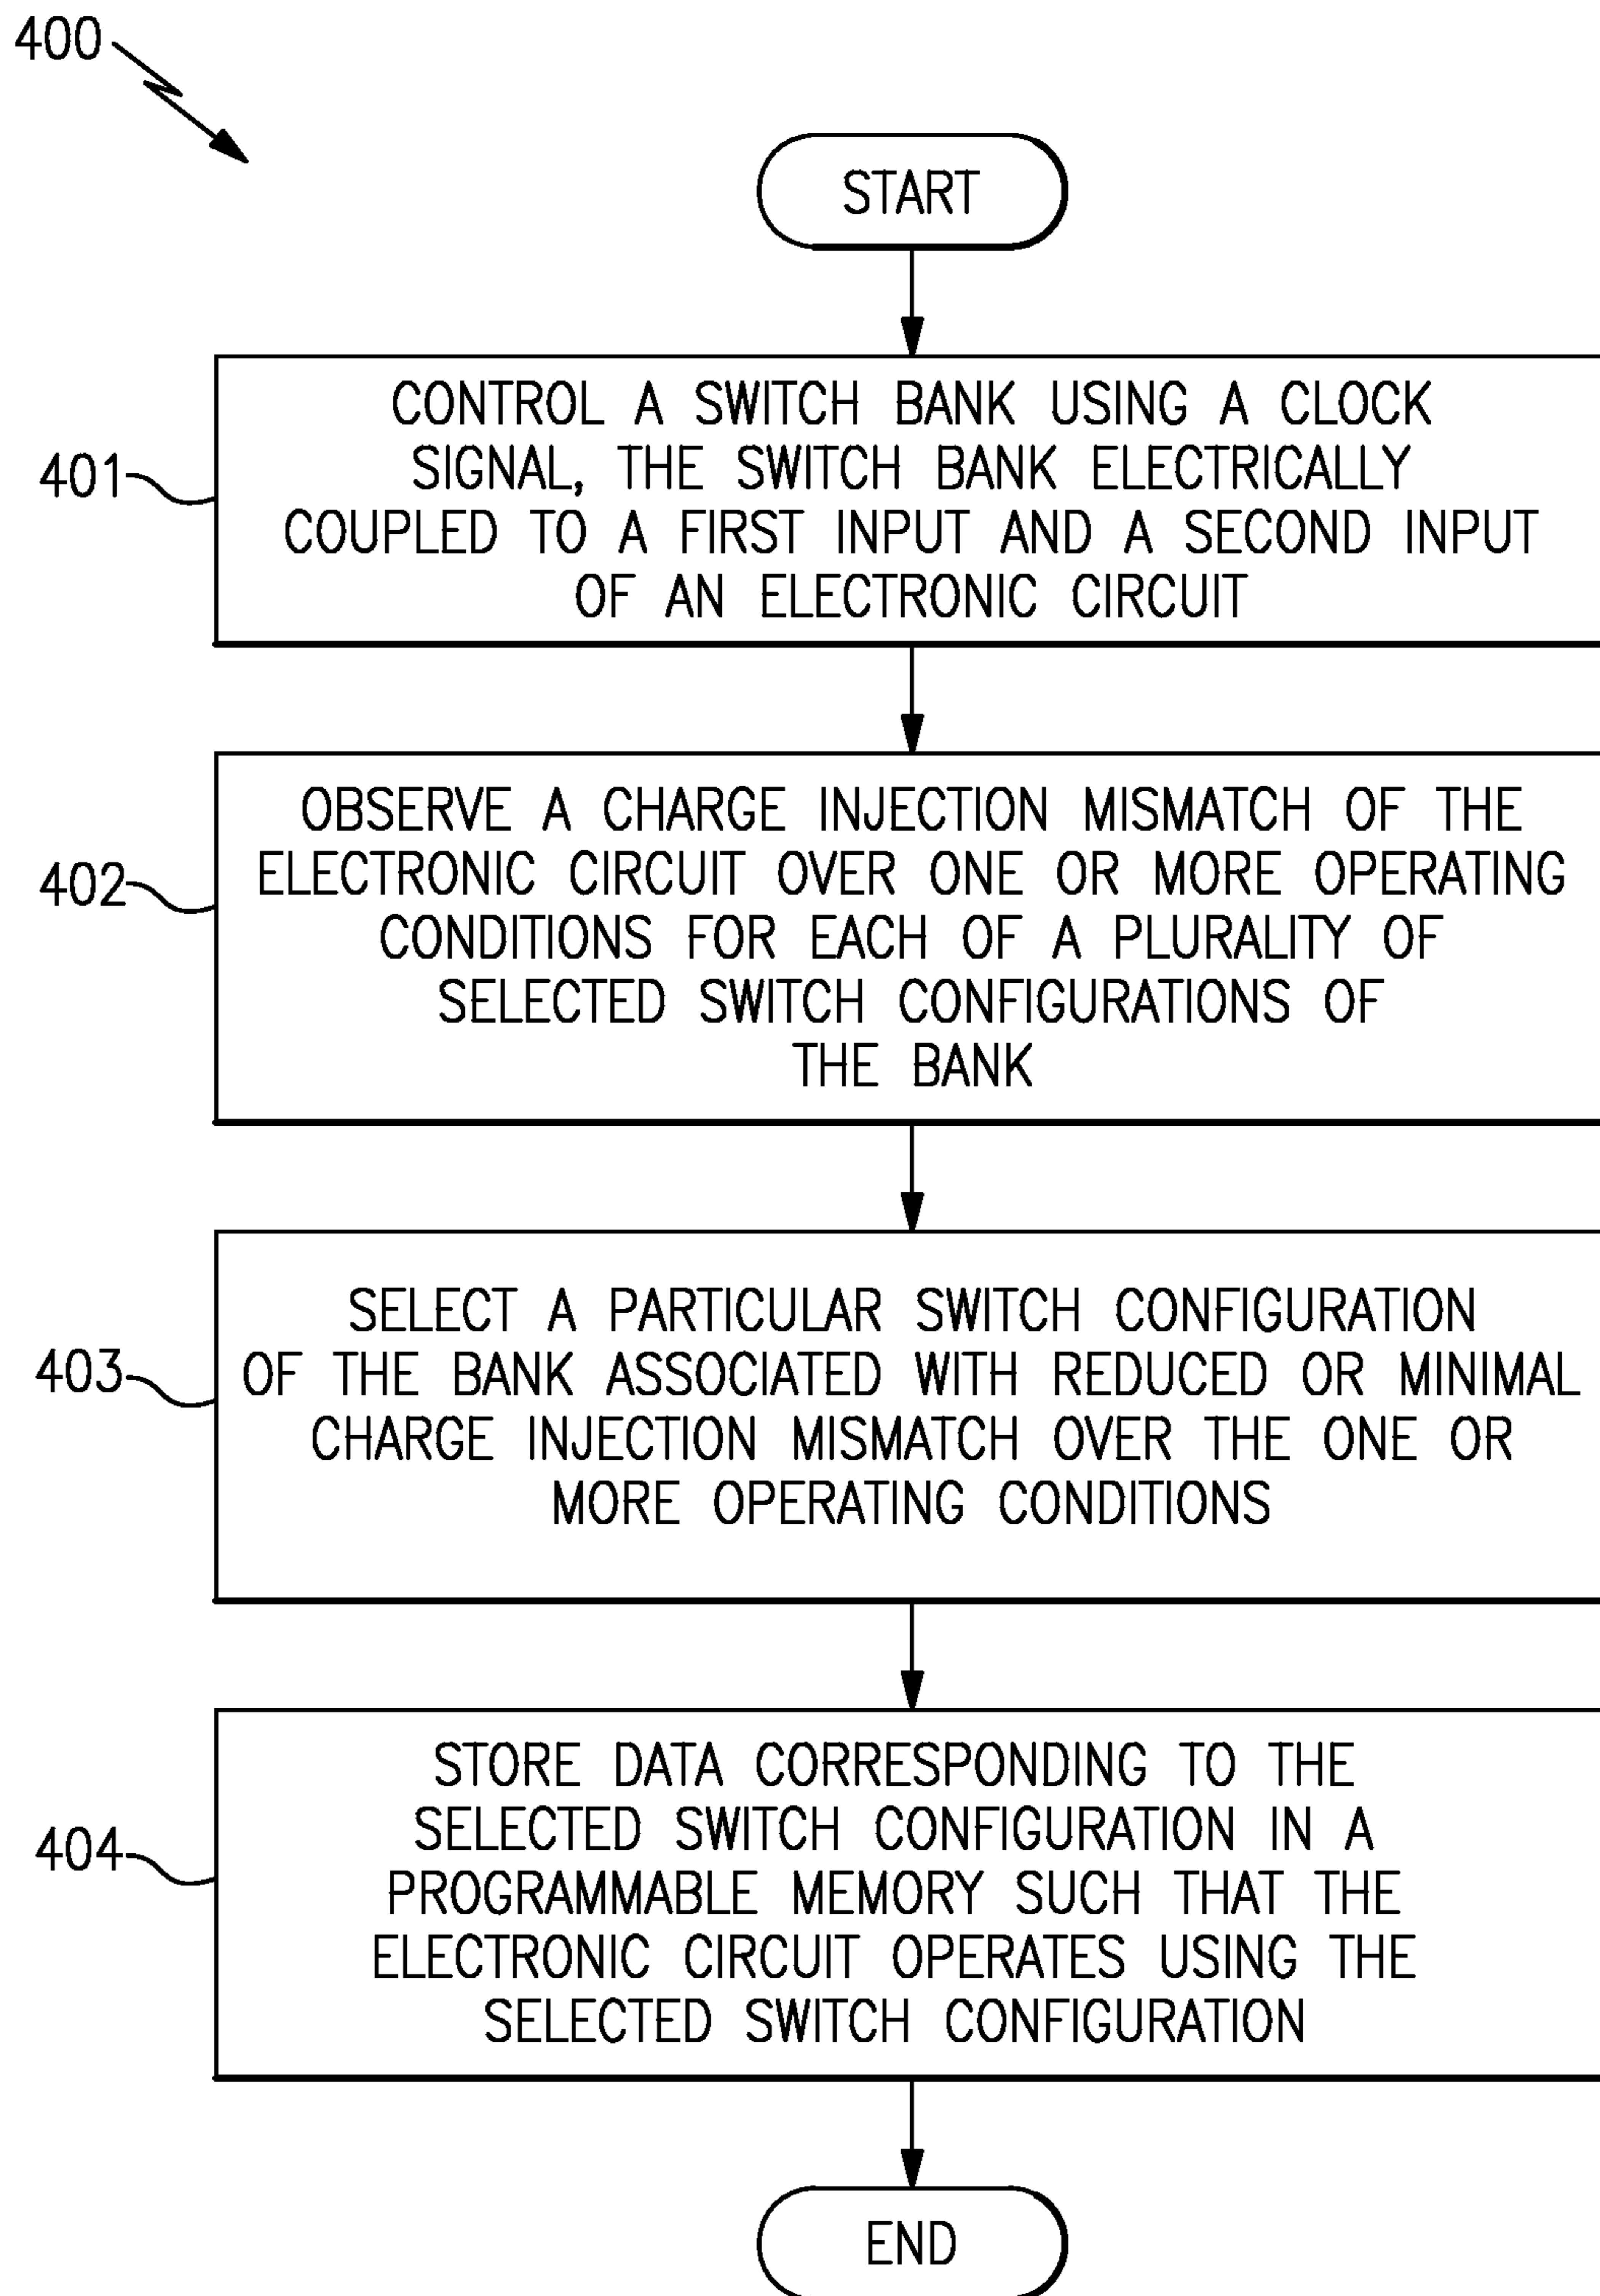 400
START
401
CONTROL A SWITCH BANK USING A CLOCK
SIGNAL, THE SWITCH BANK ELECTRICALLY
COUPLED TO A FIRST INPUT AND A SECOND INPUT
OF AN ELECTRONIC CIRCUIT
402
OBSERVE A CHARGE INJECTION MISMATCH OF THE
ELECTRONIC CIRCUIT OVER ONE OR MORE OPERATING
CONDITIONS FOR EACH OF A PLURALITY OF
SELECTED SWITCH CONFIGURATIONS OF
THE BANK
403
SELECT A PARTICULAR SWITCH CONFIGURATION
OF THE BANK ASSOCIATED WITH REDUCED OR MINIMAL
CHARGE INJECTION MISMATCH OVER THE ONE OR
MORE OPERATING CONDITIONS
404
STORE DATA CORRESPONDING TO THE
SELECTED SWITCH CONFIGURATION IN A
PROGRAMMABLE MEMORY SUCH THAT THE
ELECTRONIC CIRCUIT OPERATES USING THE
SELECTED SWITCH CONFIGURATION
END